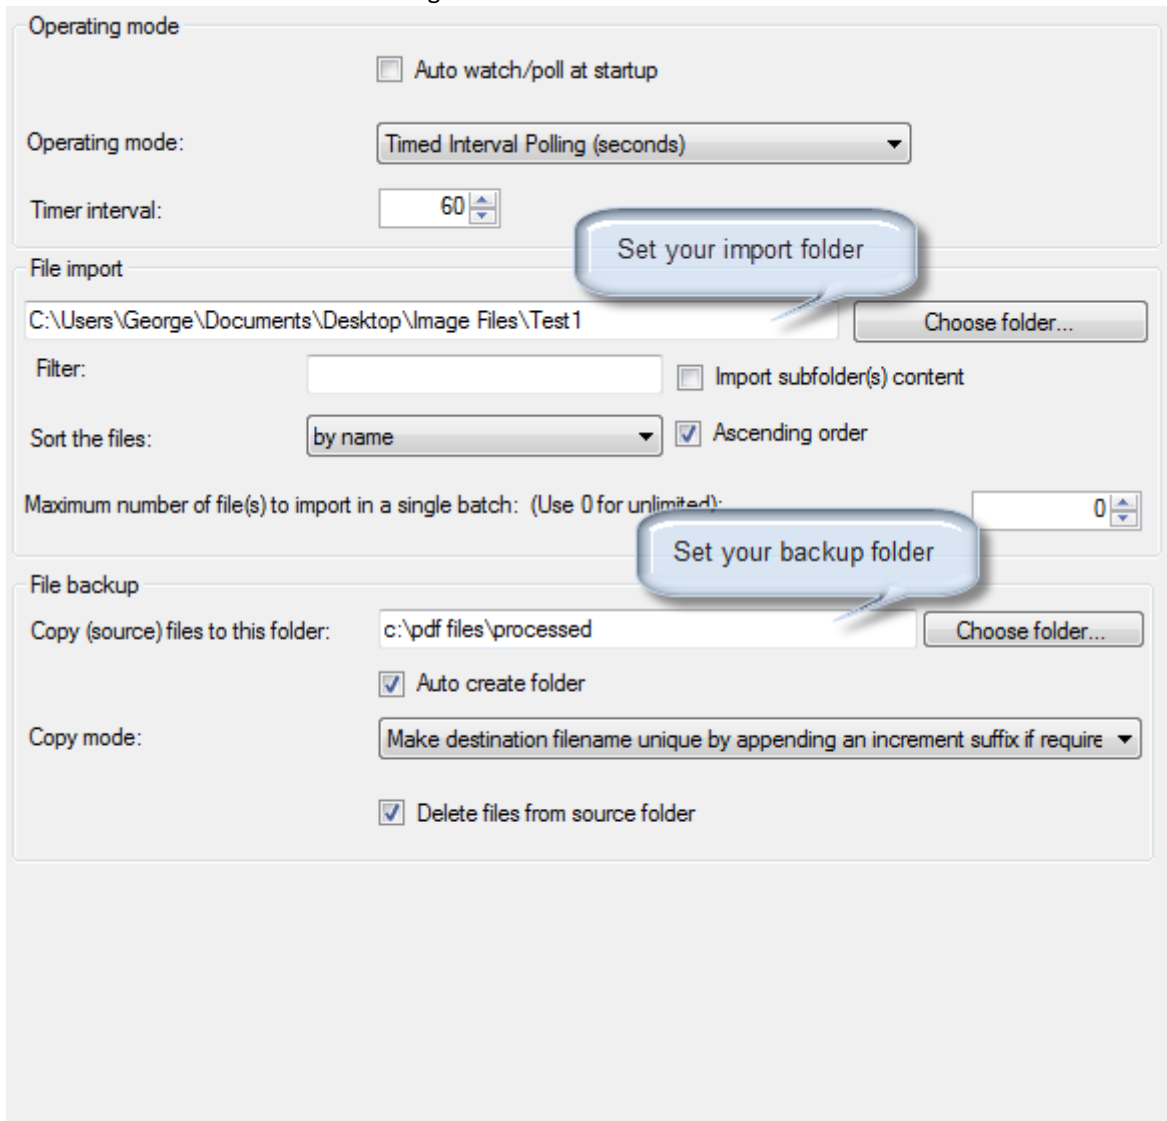 Operating mode
Auto watch/poll at startup
Operating mode: Timed Interval Polling (seconds)
Timer interval: 60
Set your import folder
File import
C:\Users\George\Documents\Desktop\Image Files\Test1 Choose folder...
Filter: Import subfolder(s) content
Sort the files: by name Ascending order
Maximum number of file(s) to import in a single batch: (Use 0 for unlimited): 0
Set your backup folder
File backup
Copy (source) files to this folder: c:\pdf files\processed Choose folder...
Auto create folder
Copy mode: Make destination filename unique by appending an increment suffix if require
Delete files from source folder